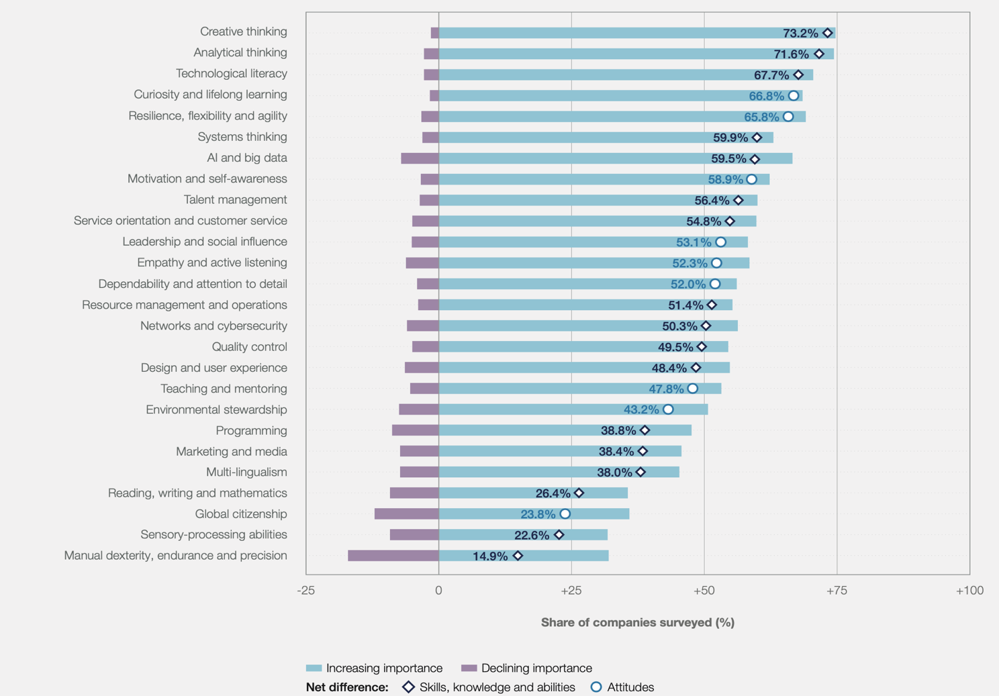 Creative thinking 73.2%
Analytical thinking 71.6%
Technological literacy 67.7%
Curiosity and lifelong learning 66.8%
Resilience, flexibility and agility 65.8%
Systems thinking 59.9%
AI and big data 59.5%
Motivation and self-awareness 58.9%
Talent management 56.4%
Service orientation and customer service 54.8%
Leadership and social influence 53.1%
Empathy and active listening 52.3%
Dependability and attention to detail 52.0%
Resource management and operations 51.4%
Networks and cybersecurity 50.3%
Quality control 49.5%
Design and user experience 48.4%
Teaching and mentoring 47.8%
Environmental stewardship 43.2%
Programming 38.8%
Marketing and media 38.4%
Multi-lingualism 38.0%
Reading, writing and mathematics 26.4%
Global citizenship 23.8%
Sensory-processing abilities 22.6%
Manual dexterity, endurance and precision 14.9%
-25 0 +25 +50 +75 +100
Share of companies surveyed (%)
Increasing importance Declining importance
Net difference: Skills, knowledge and abilities Attitudes